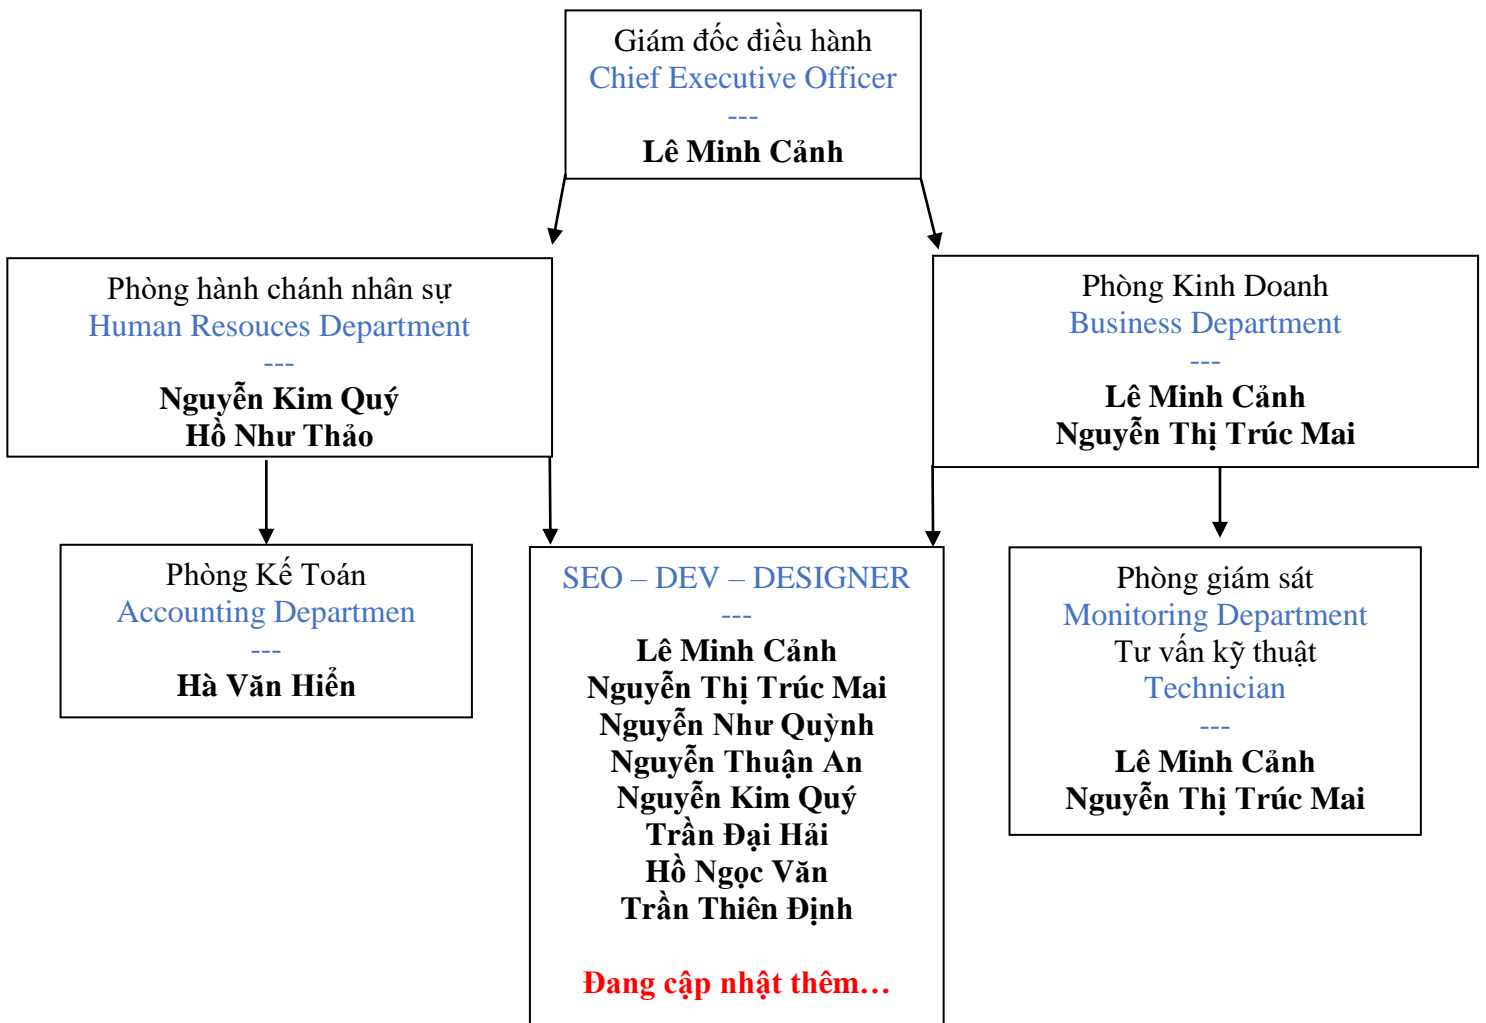 Giám đốc điều hành
Chief Executive Officer
---
Lê Minh Cảnh
Phòng hành chánh nhân sự
Human Resouces Department
---
Nguyễn Kim Quý
Hồ Như Thảo
Phòng Kinh Doanh
Business Department
---
Lê Minh Cảnh
Nguyễn Thị Trúc Mai
Phòng Kế Toán
Accounting Departmen
---
Hà Văn Hiển
SEO – DEV – DESIGNER
---
Lê Minh Cảnh
Nguyễn Thị Trúc Mai
Nguyễn Như Quỳnh
Nguyễn Thuận An
Nguyễn Kim Quý
Trần Đại Hải
Hồ Ngọc Văn
Trần Thiên Định
Đang cập nhật thêm…
Phòng giám sát
Monitoring Department
Tư vấn kỹ thuật
Technician
---
Lê Minh Cảnh
Nguyễn Thị Trúc Mai